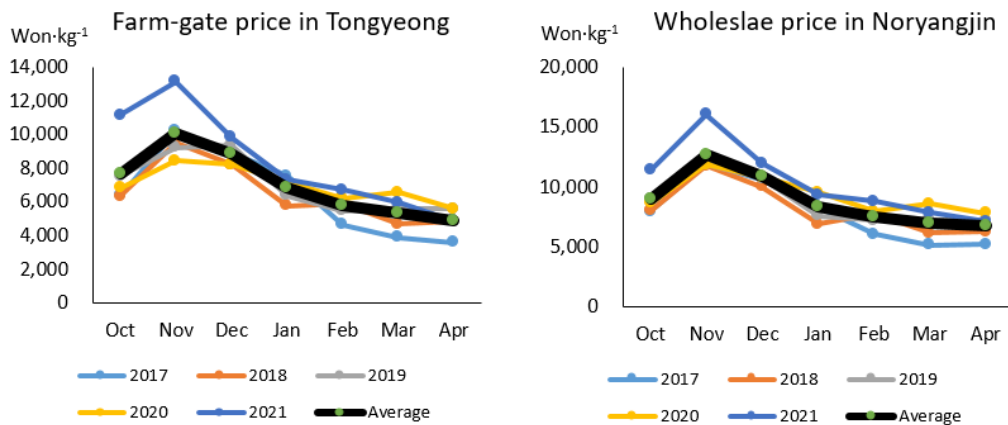 Farm-gate price in Tongyeong
Won·kg⁻¹
14,000
12,000
10,000
8,000
6,000
4,000
2,000
0
Oct Nov Dec Jan Feb Mar Apr
2017 2018 2019
2020 2021 Average
Wholeslae price in Noryangjin
Won·kg⁻¹
20,000
15,000
10,000
5,000
0
Oct Nov Dec Jan Feb Mar Apr
2017 2018 2019
2020 2021 Average